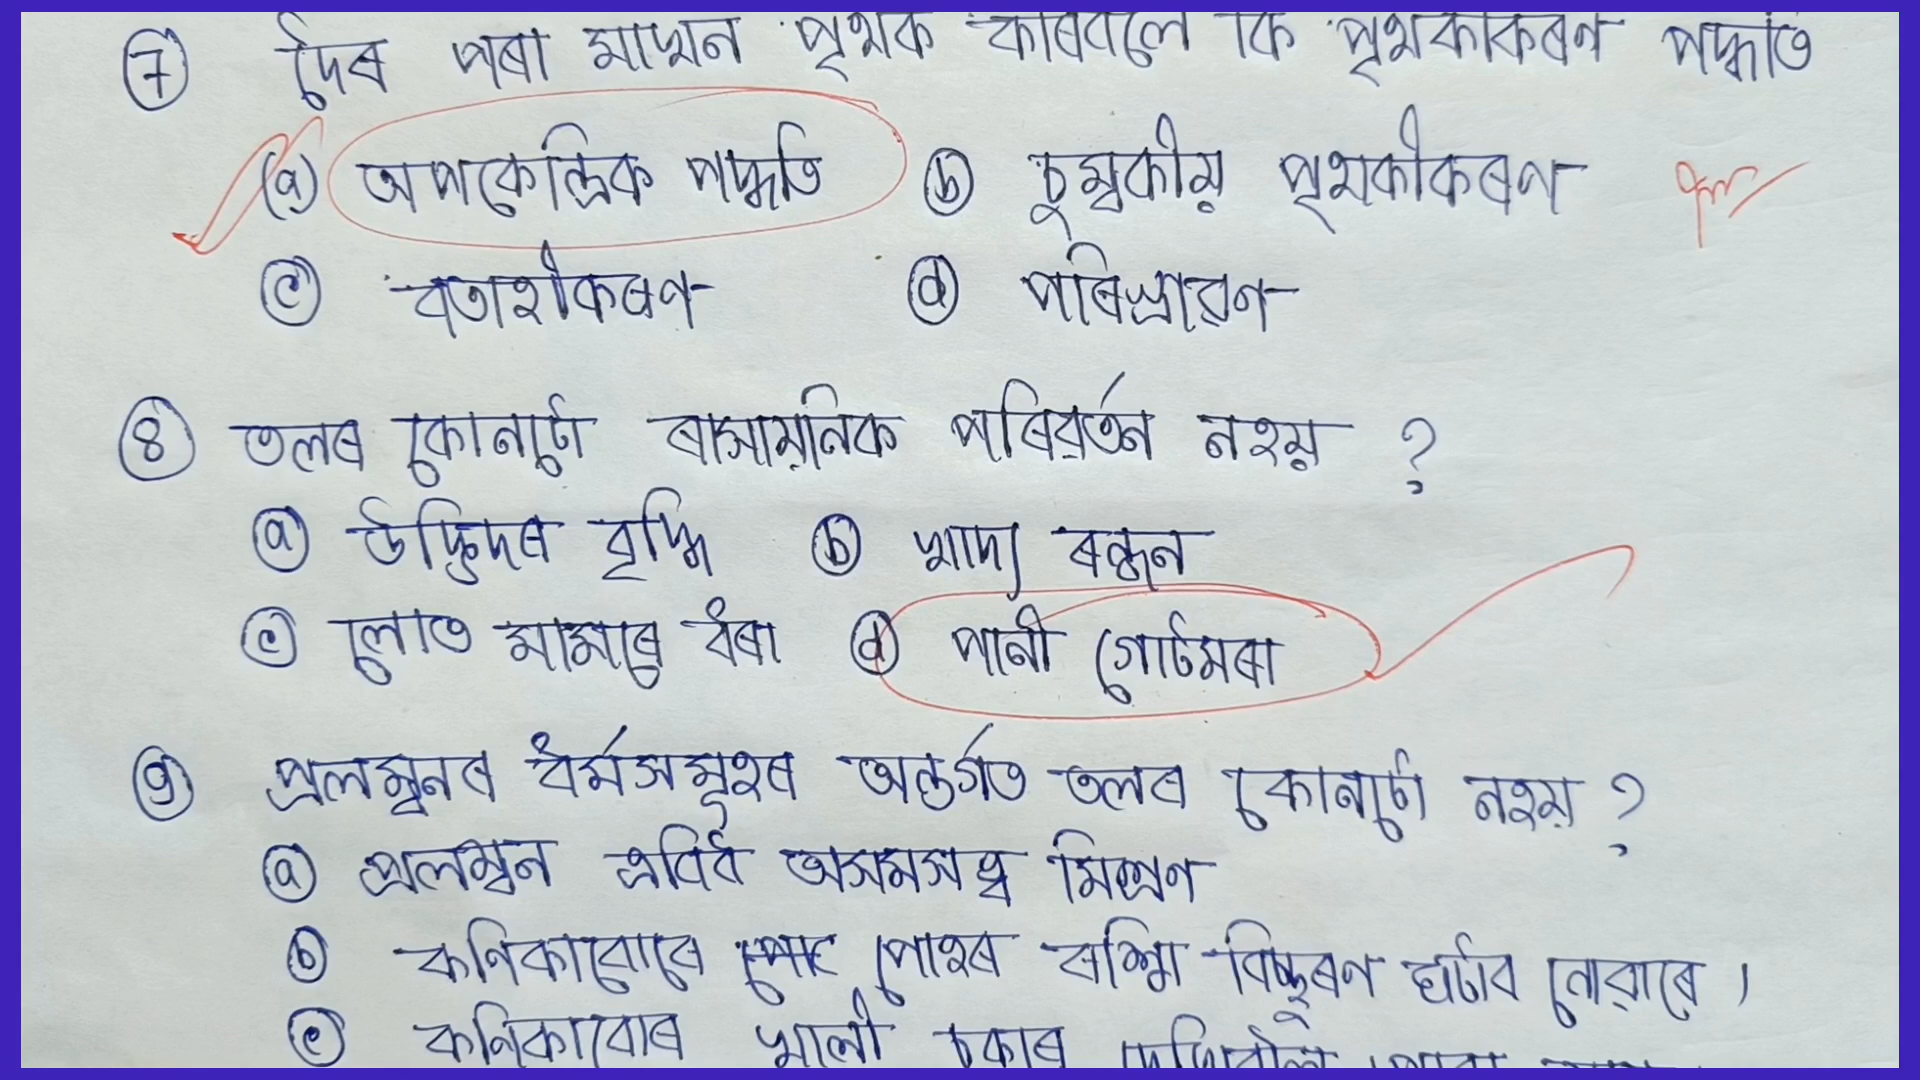 7 দৈৰ পৰা মাখন পৃথক কৰিবলৈ কি পৃথকীকৰণ পদ্ধতি
(a) অপকেন্দ্ৰিক পদ্ধতি (b) চুম্বকীয় পৃথকীকৰণ
(c) বতাহীকৰণ (d) পৰিস্ৰাৱণ
8 তলৰ কোনটো ৰাসায়নিক পৰিৱৰ্তন নহয় ?
(a) উদ্ভিদৰ বৃদ্ধি (b) খাদ্য ৰন্ধন
(c) লোত মামাৰে ধৰা (d) পানী গোটমৰা
9 প্ৰলম্বনৰ ধৰ্মসমূহৰ অন্তৰ্গত তলৰ কোনটো নহয় ?
(a) প্ৰলম্বন এবিধ অসমসত্ত্ব মিশ্ৰণ
(b) কণিকাবোৰে পোহৰ ৰশ্মি বিচ্ছুৰণ ঘটাব নোৱাৰে ।
(c) কণিকাবোৰ খালী চকুৰে